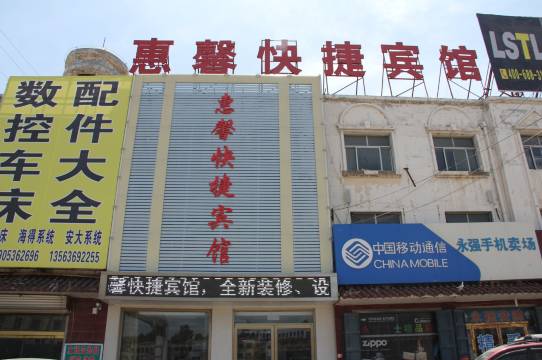 惠馨快捷宾馆
LSTL
400-688-1
数控车床
配件大全
床 海得系统 安大系统
905362696 13563692255
惠馨快捷宾馆
馨快捷宾馆，全新装修、设
中国移动通信
CHINA MOBILE
永强手机卖场
zippo